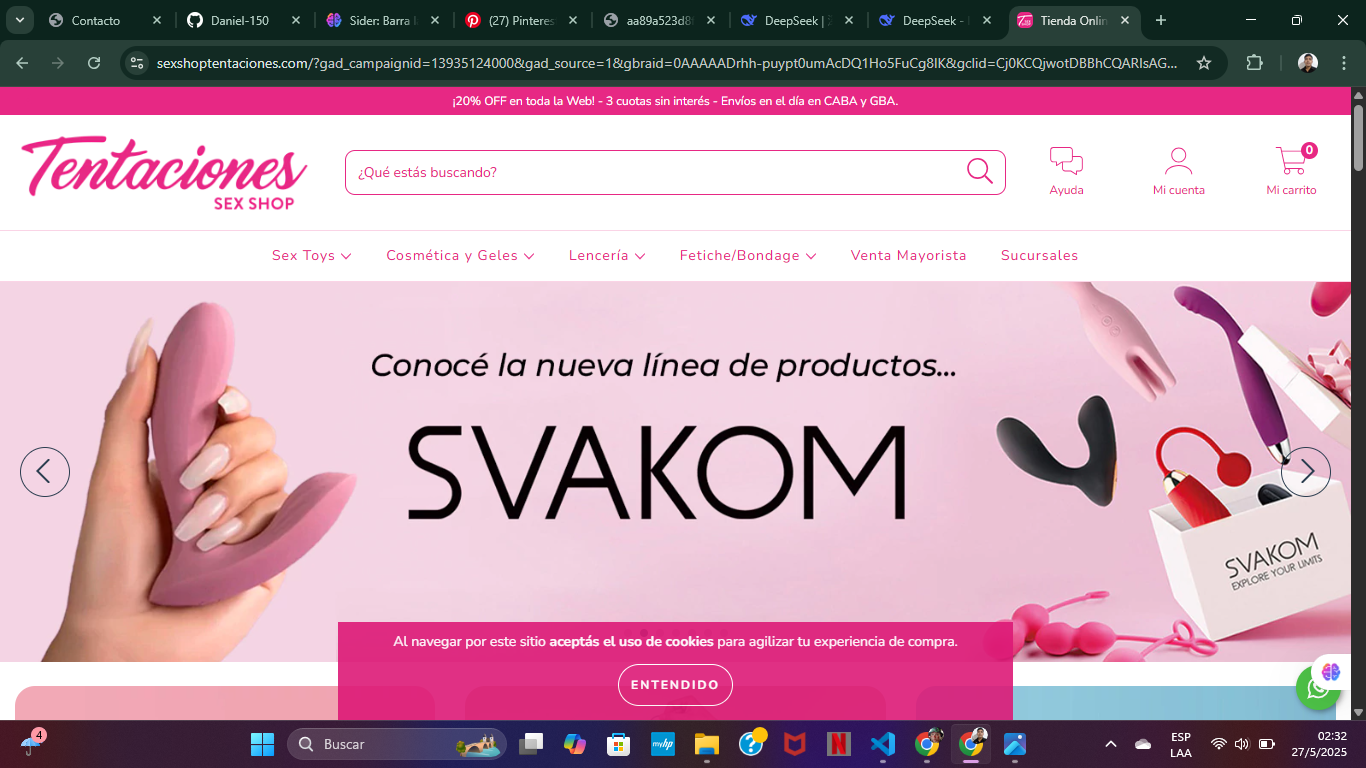 Contacto
Daniel-150
Sider: Barra l
(27) Pinteres
aa89a523d8
DeepSeek |
DeepSeek -
Tienda Onlin
sexshoptentaciones.com/?gad_campaignid=13935124000&gad_source=1&gbraid=0AAAAADrhh-puypt0umAcDQ1Ho5FuCg8IK&gclid=Cj0KCQjwotDBBhCQARIsAG...
¡20% OFF en toda la Web! - 3 cuotas sin interés - Envíos en el día en CABA y GBA.
Tentaciones
SEX SHOP
¿Qué estás buscando?
Ayuda
Mi cuenta
0
Mi carrito
Sex Toys
Cosmética y Geles
Lencería
Fetiche/Bondage
Venta Mayorista
Sucursales
Conocé la nueva línea de productos...
SVAKOM
SVAKOM
EXPLORE YOUR LIMITS
Al navegar por este sitio aceptás el uso de cookies para agilizar tu experiencia de compra.
ENTENDIDO
4
Buscar
myhp
ESP
LAA
02:32
27/5/2025